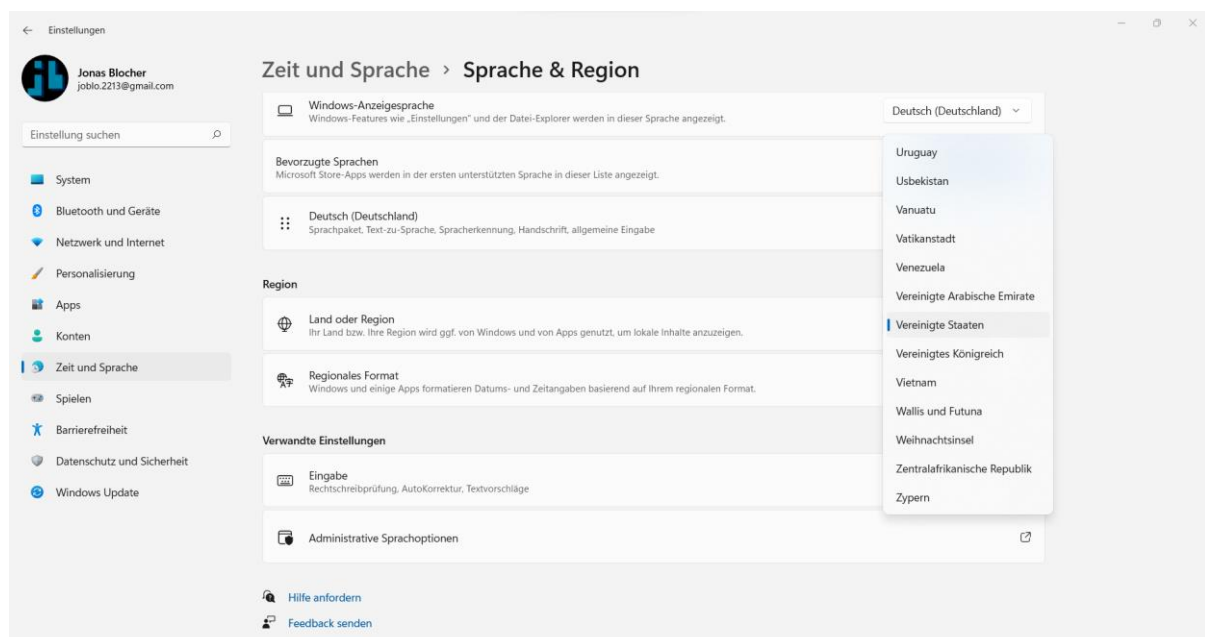 Einstellungen
Jonas Blocher
joblo.2213@gmail.com
Einstellung suchen
System
Bluetooth und Geräte
Netzwerk und Internet
Personalisierung
Apps
Konten
Zeit und Sprache
Spielen
Barrierefreiheit
Datenschutz und Sicherheit
Windows Update
Zeit und Sprache > Sprache & Region
Windows-Anzeigesprache
Windows-Features wie „Einstellungen" und der Datei-Explorer werden in dieser Sprache angezeigt.
Deutsch (Deutschland)
Bevorzugte Sprachen
Microsoft Store-Apps werden in der ersten unterstützten Sprache in dieser Liste angezeigt.
Deutsch (Deutschland)
Sprachpaket, Text-zu-Sprache, Spracherkennung, Handschrift, allgemeine Eingabe
Region
Land oder Region
Ihr Land bzw. Ihre Region wird ggf. von Windows und von Apps genutzt, um lokale Inhalte anzuzeigen.
Regionales Format
Windows und einige Apps formatieren Datums- und Zeitangaben basierend auf Ihrem regionalen Format.
Verwandte Einstellungen
Eingabe
Rechtschreibprüfung, AutoKorrektur, Textvorschläge
Administrative Sprachoptionen
Hilfe anfordern
Feedback senden
Uruguay
Usbekistan
Vanuatu
Vatikanstadt
Venezuela
Vereinigte Arabische Emirate
Vereinigte Staaten
Vereinigtes Königreich
Vietnam
Wallis und Futuna
Weihnachtsinsel
Zentralafrikanische Republik
Zypern